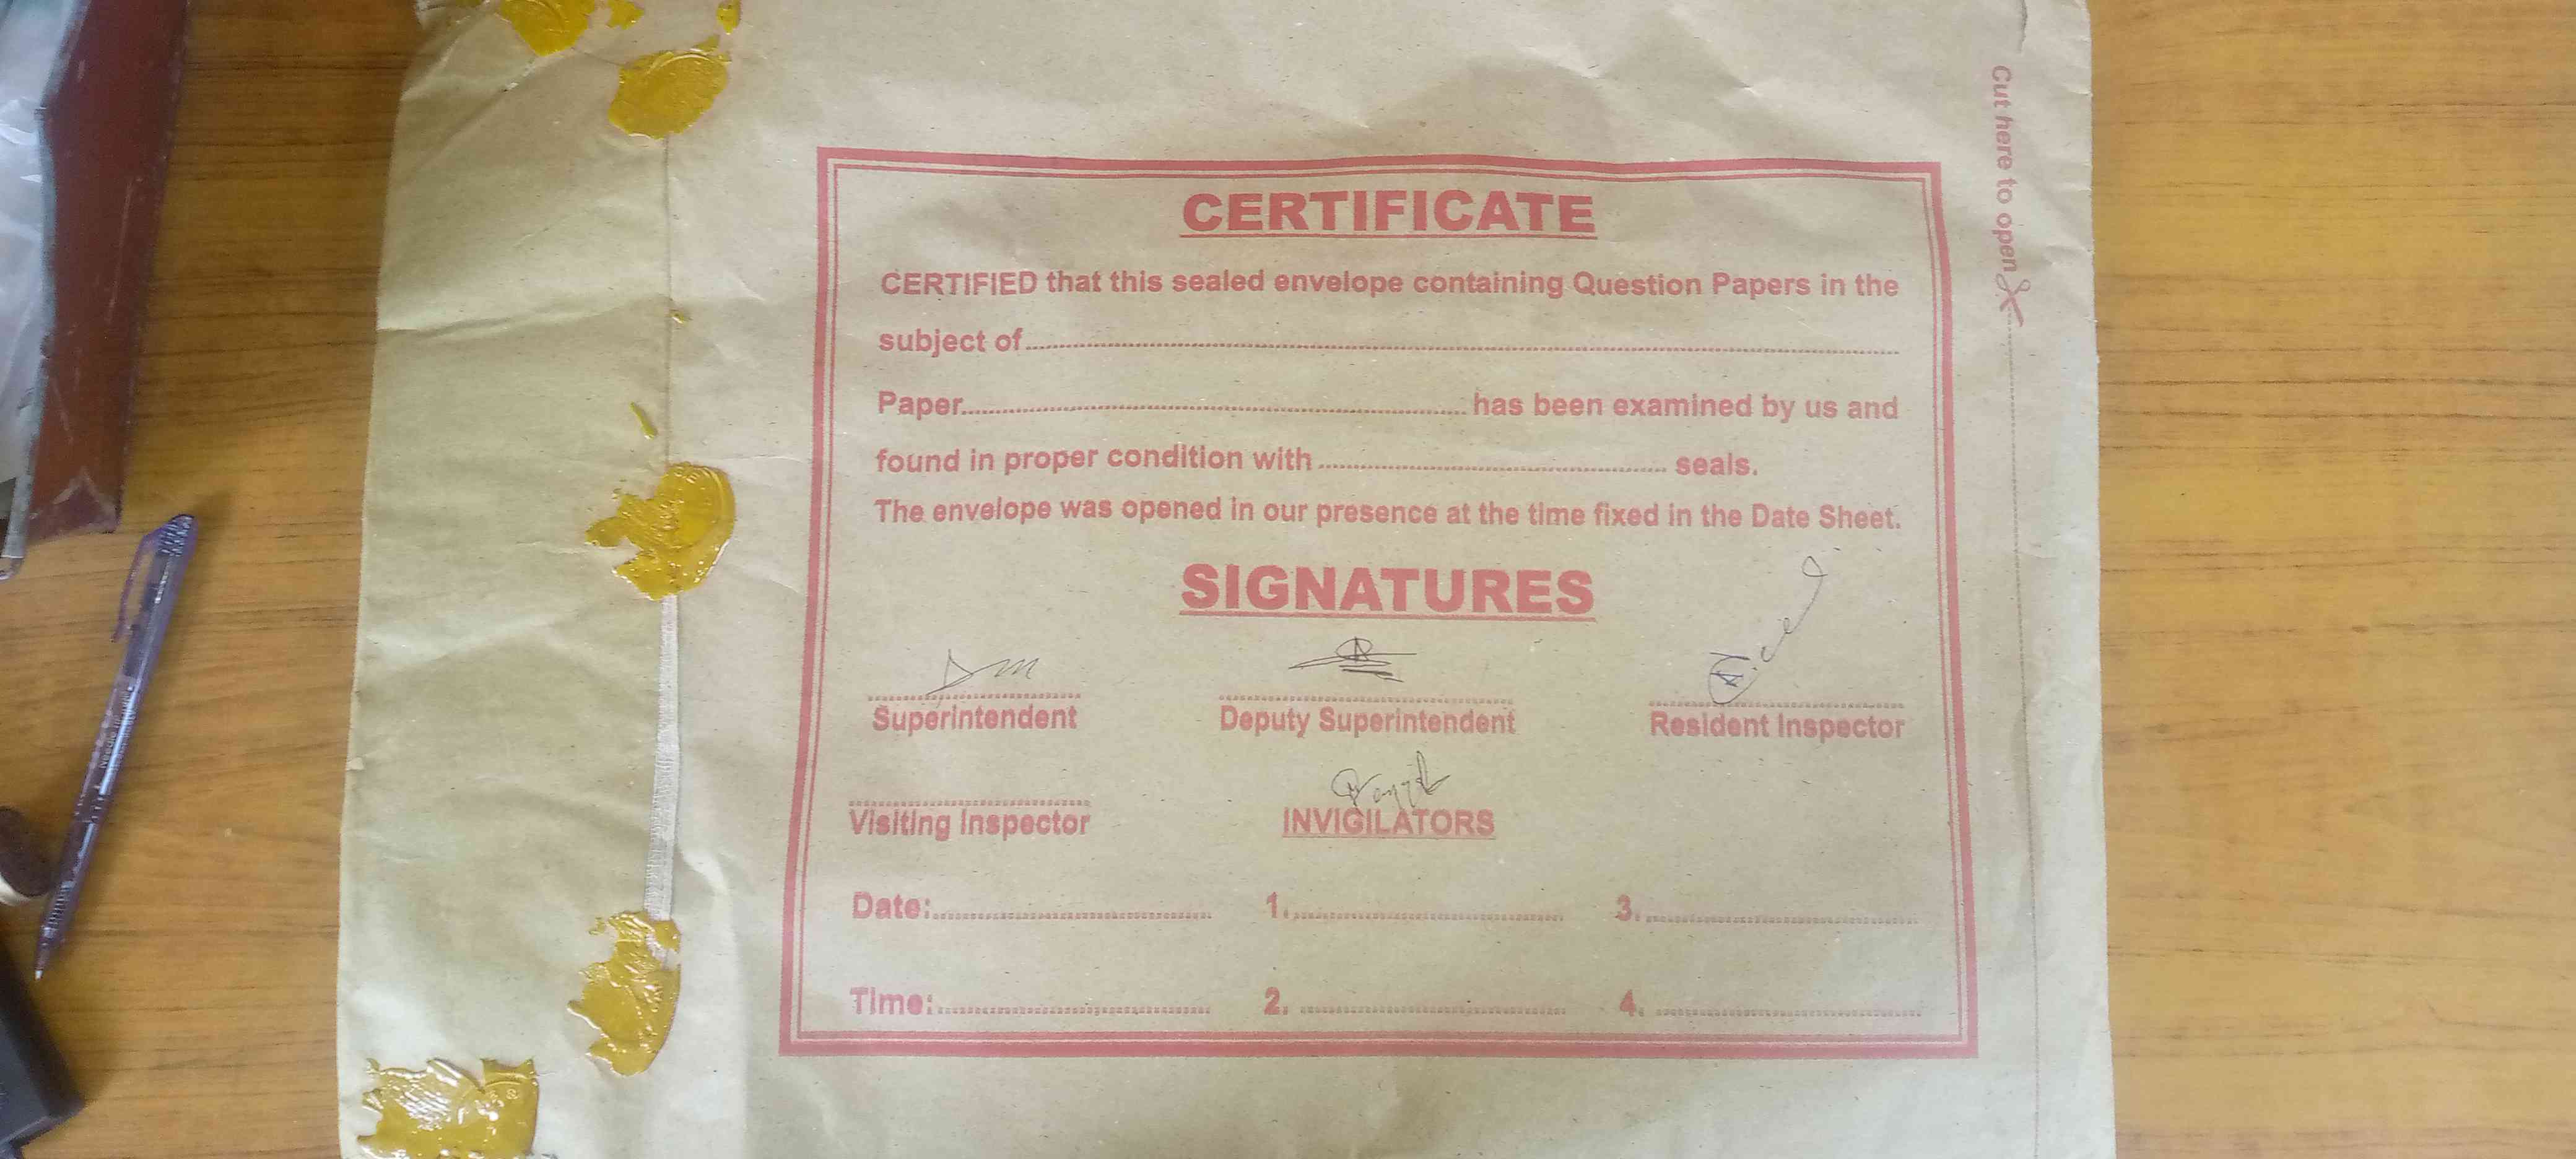 Cut here to open
CERTIFICATE
CERTIFIED that this sealed envelope containing Question Papers in the
subject of
Paper has been examined by us and
found in proper condition with seals.
The envelope was opened in our presence at the time fixed in the Date Sheet.
SIGNATURES
Superintendent Deputy Superintendent Resident Inspector
Visiting Inspector INVIGILATORS
Date: 1. 3.
Time: 2. 4.